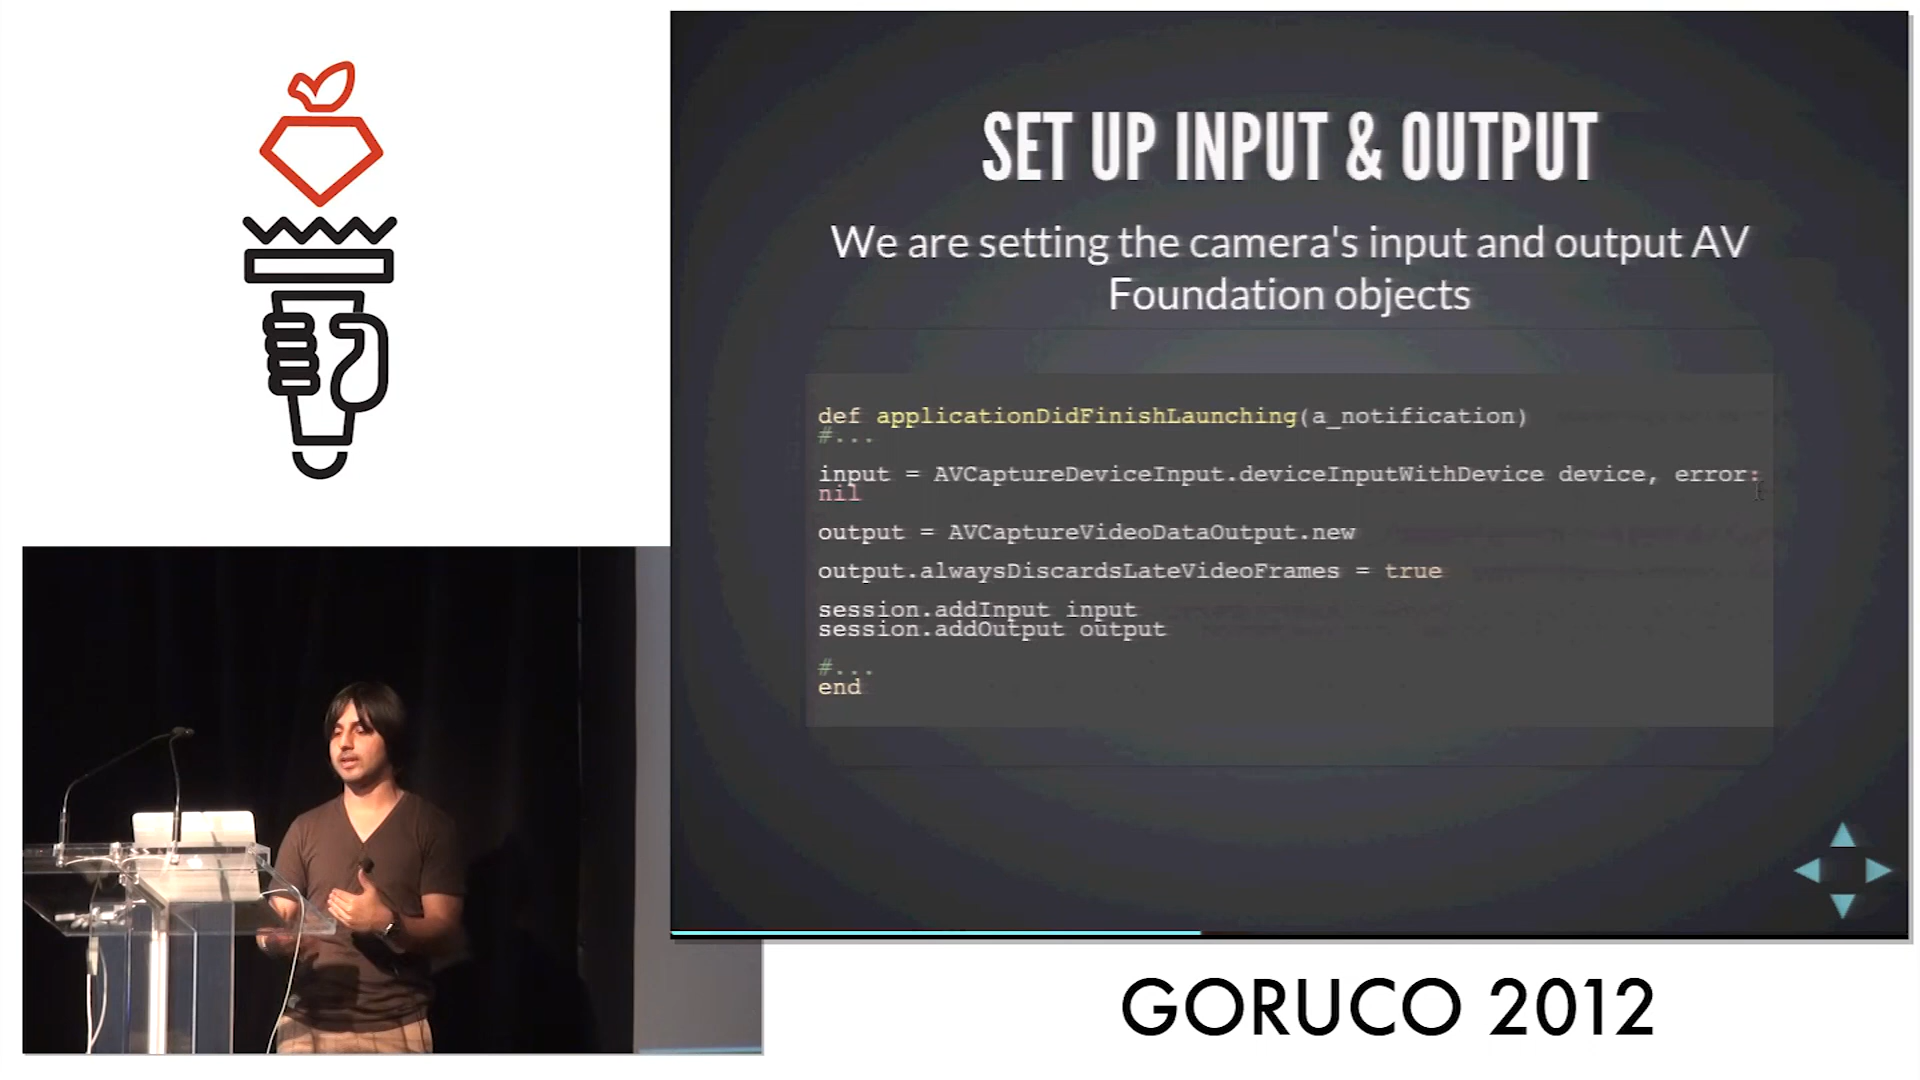 SET UP INPUT & OUTPUT
We are setting the camera's input and output AV
Foundation objects
def applicationDidFinishLaunching(a_notification)
#...
input = AVCaptureDeviceInput.deviceInputWithDevice device, error:
nil
output = AVCaptureVideoDataOutput.new
output.alwaysDiscardsLateVideoFrames = true
session.addInput input
session.addOutput output
#...
end
GORUCO 2012